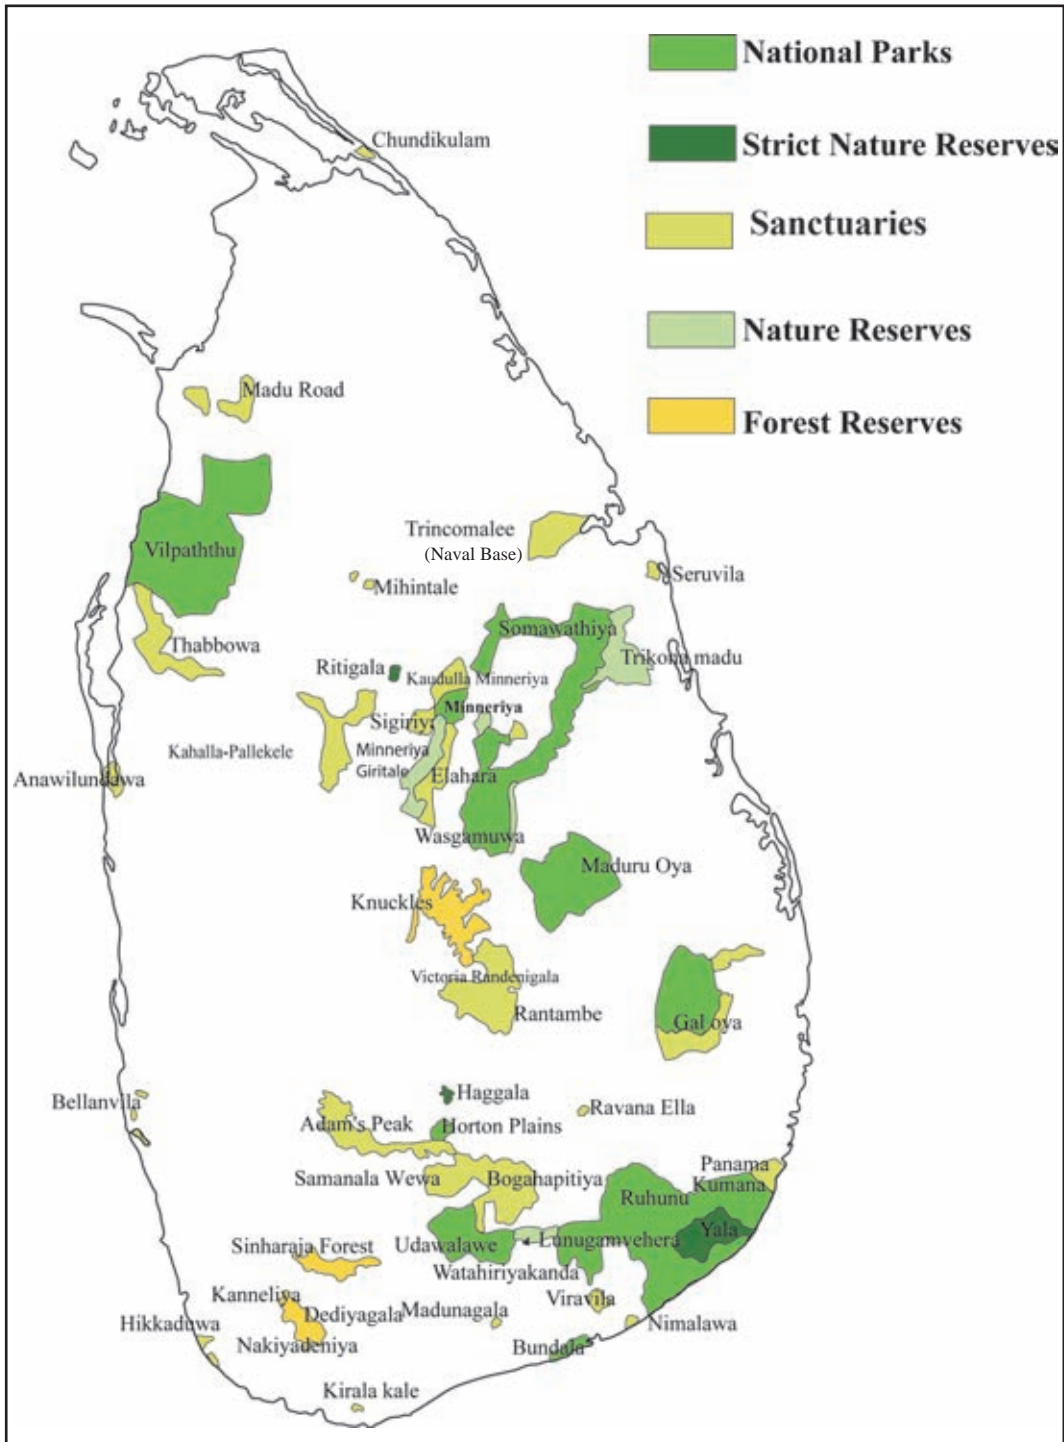 National Parks
Strict Nature Reserves
Sanctuaries
Nature Reserves
Forest Reserves
Chundikulam
Madu Road
Vilpaththu
Trincomalee
(Naval Base)
Seruvila
Mihintale
Thabbowa
Somawathiya
Trikona madu
Ritigala
Kaudulla Minneriya
Minneriya
Sigiriya
Kahalla-Pallekele
Minneriya
Giritale
Elahara
Anawilundawa
Wasgamuwa
Maduru Oya
Knuckles
Victoria Randenigala
Rantambe
Gal oya
Bellanvila
Haggala
Ravana Ella
Adam's Peak
Horton Plains
Samanala Wewa
Bogahapitiya
Panama
Kumana
Ruhunu
Yala
Udawalawe
Lunugamvehera
Sinharaja Forest
Watahiriyakanda
Kanneliya
Dediyagala
Madunagala
Viravila
Nimalawa
Hikkaduwa
Nakiyadeniya
Bundala
Kirala kale